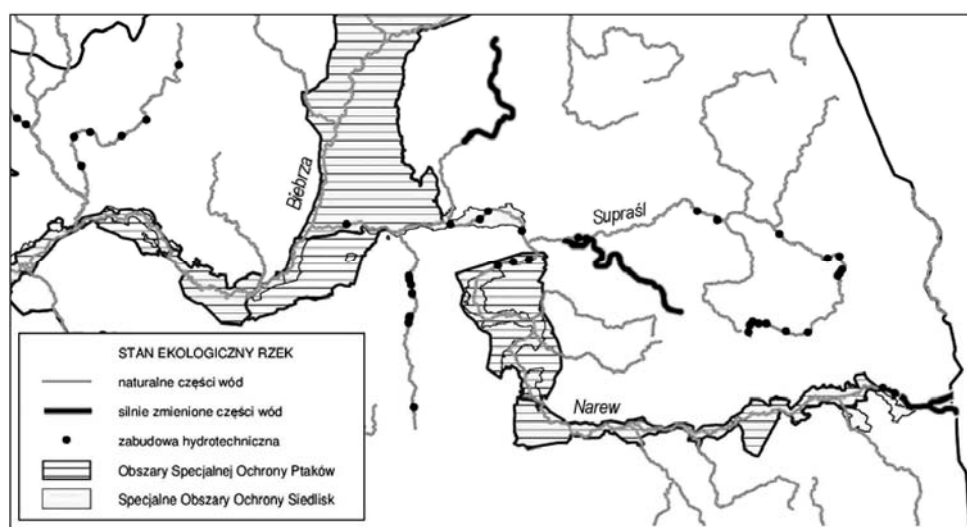 Biebrza
Supraśl
Narew
STAN EKOLOGICZNY RZEK
naturalne części wód
silnie zmienione części wód
zabudowa hydrotechniczna
Obszary Specjalnej Ochrony Ptaków
Specjalne Obszary Ochrony Siedlisk